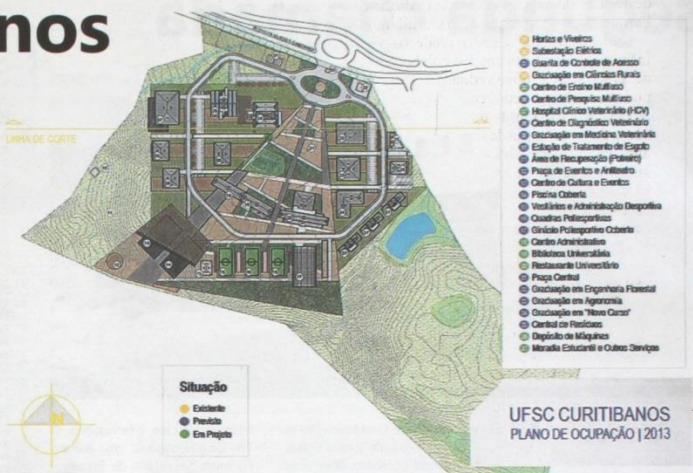 nos
LINHA DE CORTE
Hortas e Viveiros
Subestação Elétrica
Guarita de Controle de Acesso
Graduação em Ciências Rurais
Centro de Ensino Multiuso
Centro de Pesquisa Multiuso
Hospital Clínico Veterinário (HCV)
Centro de Diagnóstico Veterinário
Graduação em Medicina Veterinária
Estação de Tratamento de Esgoto
Área de Recuperação (Potreiro)
Praça de Eventos e Anfiteatro
Centro de Cultura e Eventos
Piscina Coberta
Vestiários e Administração Desportiva
Quadras Poliesportivas
Ginásio Poliesportivo Coberto
Centro Administrativo
Biblioteca Universitária
Restaurante Universitário
Praça Central
Graduação em Engenharia Florestal
Graduação em Agronomia
Graduação em "Novo Curso"
Central de Resíduos
Depósito de Máquinas
Moradia Estudantil e Outros Serviços
Situação
Existente
Previsto
Em Projeto
N
UFSC CURITIBANOS
PLANO DE OCUPAÇÃO | 2013